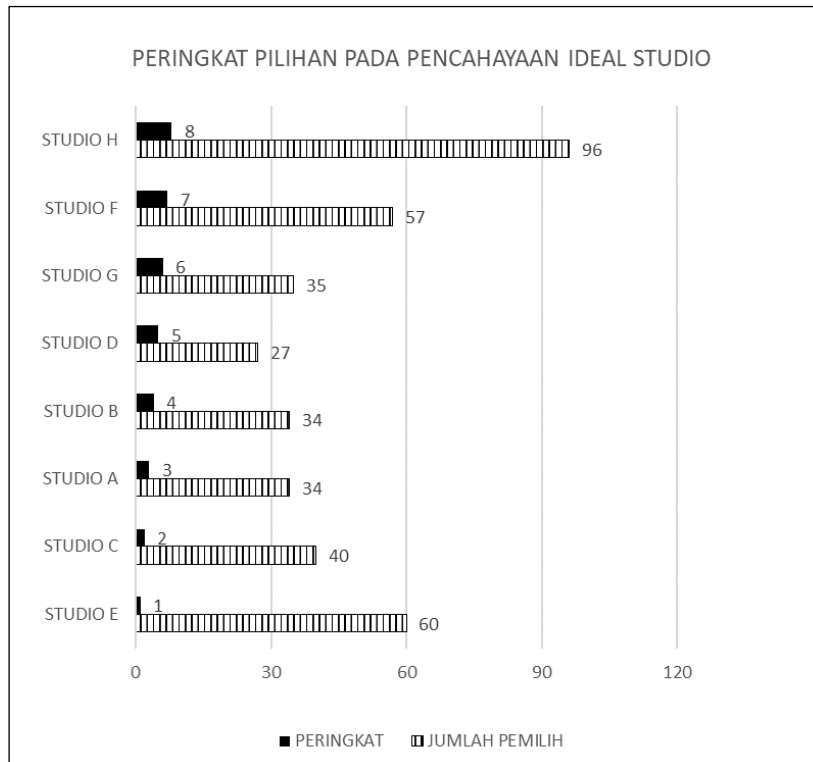 PERINGKAT PILIHAN PADA PENCAHAYAAN IDEAL STUDIO
STUDIO H 8
96
STUDIO F 7
57
STUDIO G 6
35
STUDIO D 5
27
STUDIO B 4
34
STUDIO A 3
34
STUDIO C 2
40
STUDIO E 1
60
0 30 60 90 120
PERINGKAT JUMLAH PEMILIH